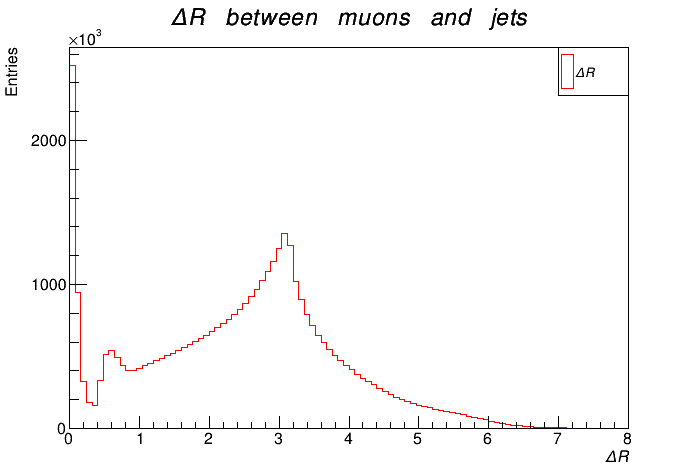 ΔR between muons and jets
×10³
Entries
ΔR
2000
1000
0
0 1 2 3 4 5 6 7 8
ΔR